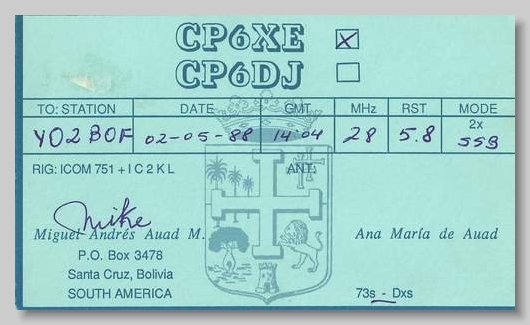 CP6XE
CP6DJ
TO: STATION DATE GMT MHz RST MODE
YO2BOF 02-05-88 14 04 28 5.8 2x SSB
RIG: ICOM 751 + I C 2 K L ANT:
Mike
Miguel Andrés Auad M. Ana María de Auad
P.O. Box 3478
Santa Cruz, Bolivia
SOUTH AMERICA 73s - Dxs